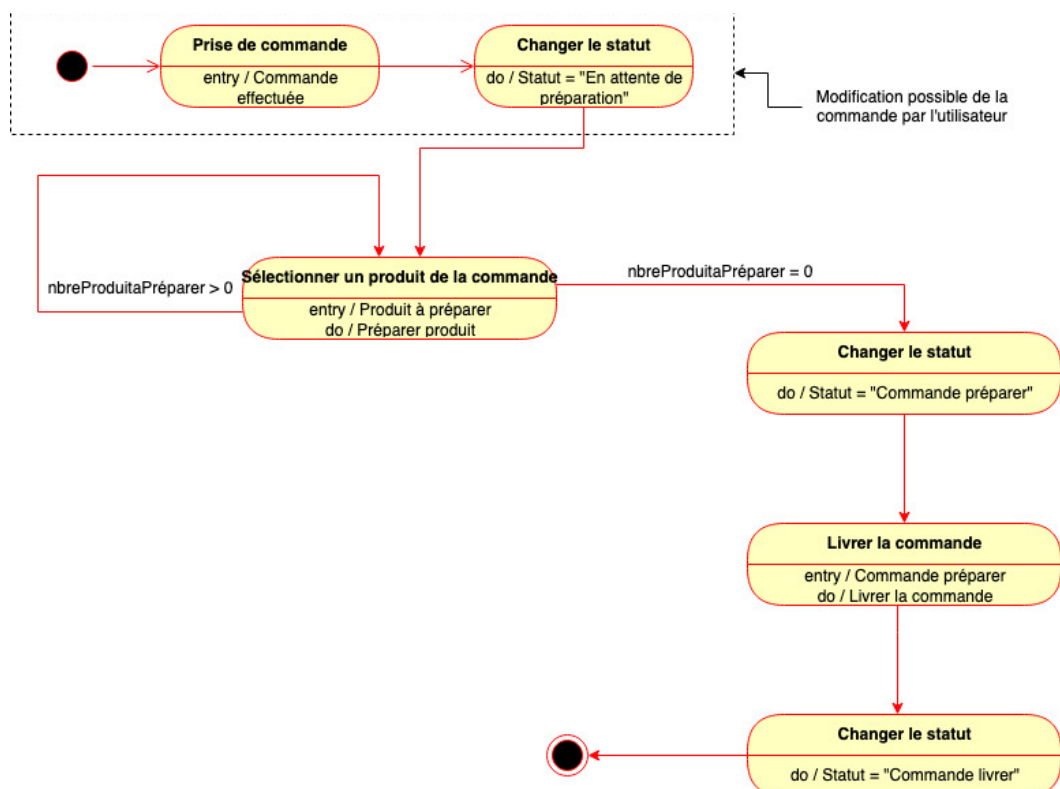 Prise de commande
entry / Commande
effectuée
Changer le statut
do / Statut = "En attente de
préparation"
Modification possible de la
commande par l'utilisateur
nbreProduitaPréparer > 0
Sélectionner un produit de la commande
entry / Produit à préparer
do / Préparer produit
nbreProduitaPréparer = 0
Changer le statut
do / Statut = "Commande préparer"
Livrer la commande
entry / Commande préparer
do / Livrer la commande
Changer le statut
do / Statut = "Commande livrer"